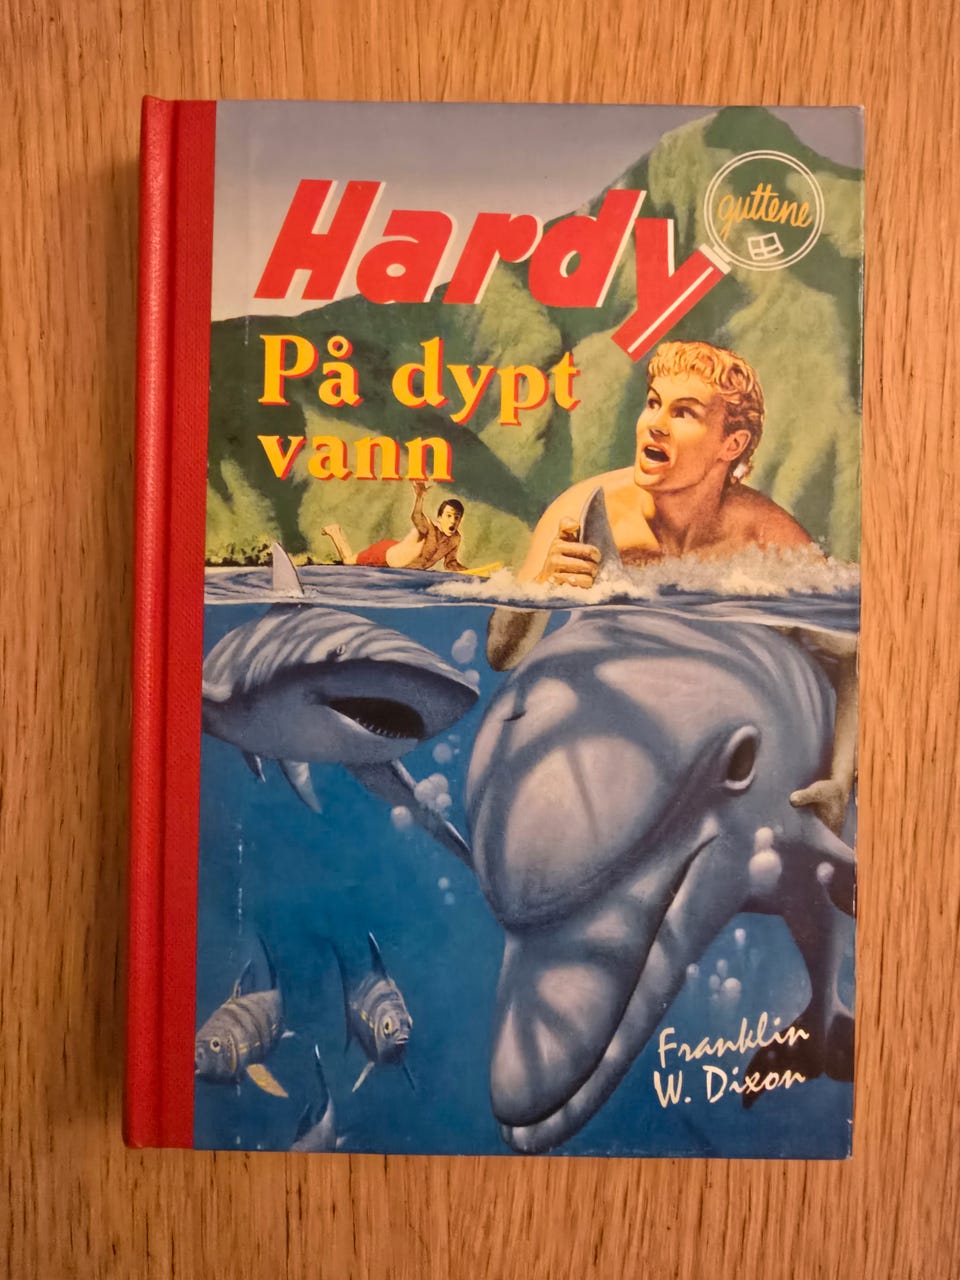 Hardy
guttene
På dypt
vann
Franklin
W. Dixon